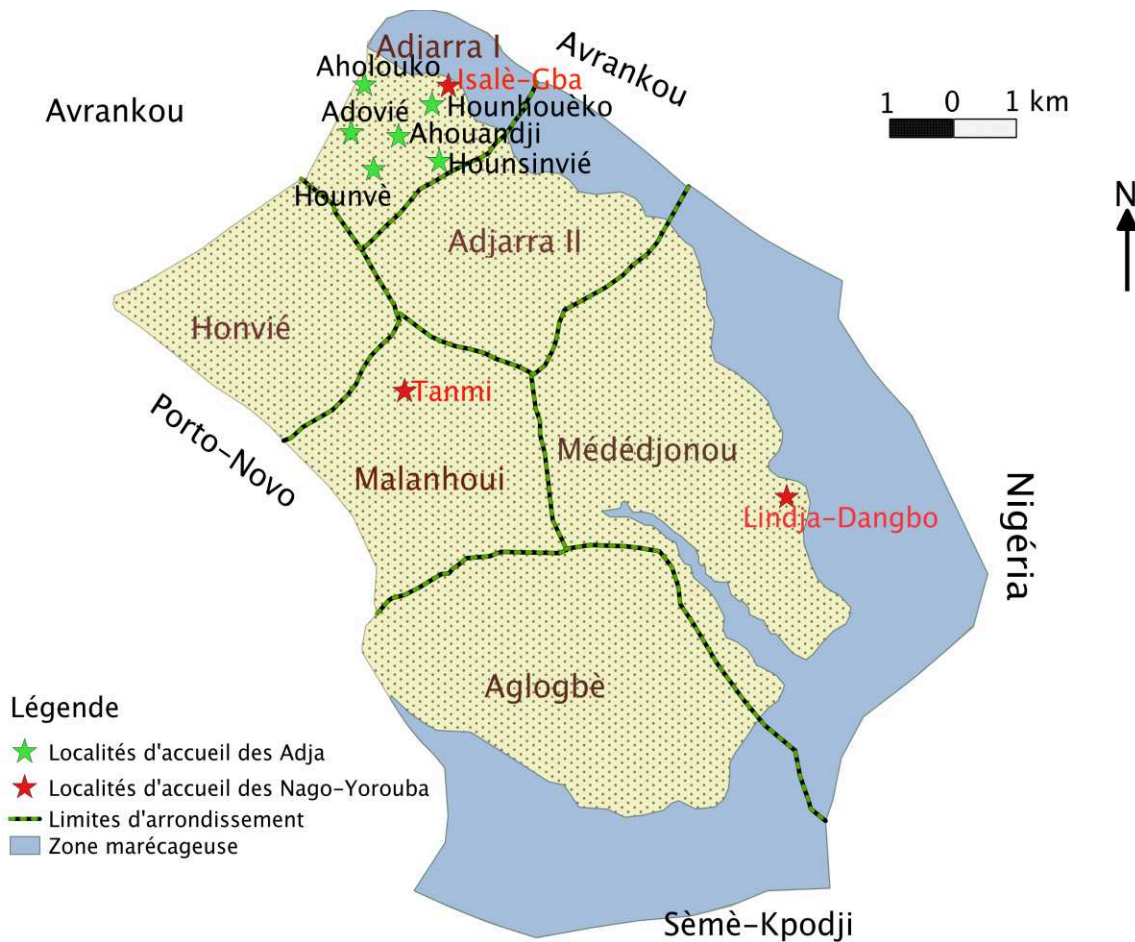 Adjarra I
Avrankou
Aholouko
Isalè-Gba
Avrankou
Adovié
Hounhouèko
Ahouandji
Hounsinvié
Hounvè
1 0 1 km
N
Adjarra II
Honvié
Tanmi
Porto-Novo
Malanhoui
Médédjonou
Lindja-Dangbo
Nigéria
Aglogbè
Légende
Localités d'accueil des Adja
Localités d'accueil des Nago-Yorouba
Limites d'arrondissement
Zone marécageuse
Sèmè-Kpodji